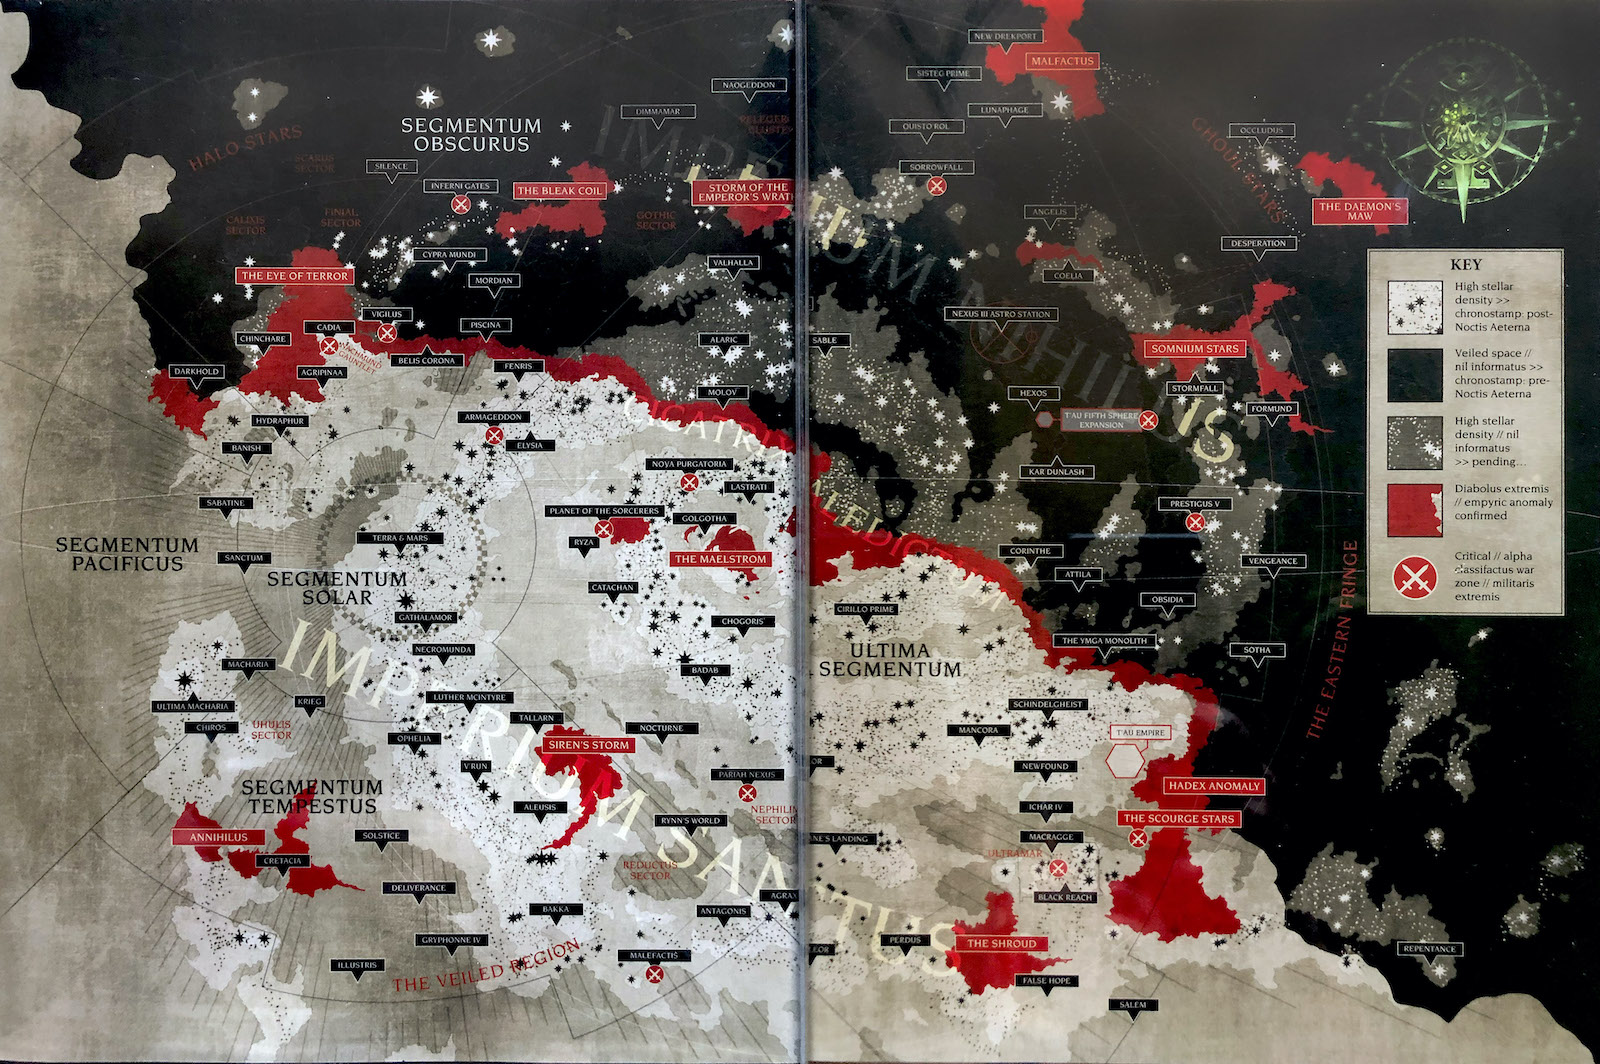 NEW DREKPORT
MALFACTUS
SISTEG PRIME
NAOGEDDON
DIMMAMAR
LUNAPHAGE
SEGMENTUM
OBSCURUS
HALO STARS
QUISTO'ROL
GHOUL STARS
OCCLUDUS
SCARUS
SECTOR
SILENCE
SORROWFALL
INFERNI GATES
THE BLEAK COIL
STORM OF THE
EMPEROR'S WRATH
THE DAEMON'S
MAW
CALIXIS
SECTOR
FINIAL
SECTOR
GOTHIC
SECTOR
ANGELIS
DESPERATION
CYPRA MUNDI
VALHALLA
COELIA
THE EYE OF TERROR
MORDIAN
KEY
High stellar
density >>
chronostamp: post-
Noctis Aeterna
Veiled space //
nil informatus >>
chronostamp: pre-
Noctis Aeterna
High stellar
density // nil
informatus
>> pending...
Diabolus extremis
// empyric anomaly
confirmed
Critical // alpha
classifactus war
zone // militaris
extremis
VIGILUS
NEXUS III ASTRO STATION
CADIA
PISCINA
CHINCHARE
ALARIC
SABLE
SOMNIUM STARS
BELIS CORONA
FENRIS
DARKHOLD
AGRIPINAA
MOLOV
HEXOS
STORMFALL
IMPERIUM NIHILUS
CICATRIX MALEDICTUM
HYDRAPHUR
ARMAGEDDON
T'AU FIFTH SPHERE
EXPANSION
FORMUND
BANISH
ELYSIA
NOVA PURGATORIA
KAR DUNLASH
LASTRATI
SABATINE
PLANET OF THE SORCERERS
GOLGOTHA
PRESTIGUS V
TERRA & MARS
RYZA
SEGMENTUM
PACIFICUS
SANCTUM
THE MAELSTROM
CORINTHE
VENGEANCE
SEGMENTUM
SOLAR
CATACHAN
ATTILA
GATHALAMOR
CHOGORIS
CIRILLO PRIME
OBSIDIA
THE EASTERN FRINGE
NECROMUNDA
ULTIMA
SEGMENTUM
THE YMGA MONOLITH
SOTHA
MACHARIA
BADAB
IMPERIUM SANCTUS
ULTIMA MACHARIA
KRIEG
LUTHER MCINTYRE
SCHINDELGHEIST
CHIROS
UHULIS
SECTOR
TALLARN
NOCTURNE
MANCORA
T'AU EMPIRE
OPHELIA
SIREN'S STORM
V'RUN
PARIAH NEXUS
NEWFOUND
SEGMENTUM
TEMPESTUS
HADEX ANOMALY
ALEUSIS
NEPHILIM
SECTOR
ICHAR IV
RYNN'S WORLD
THE SCOURGE STARS
ANNIHILUS
SOLSTICE
NE'S LANDING
MACRAGGE
ULTRAMAR
CRETACIA
REDUCTUS
SECTOR
DELIVERANCE
AGRAX
BLACK REACH
BAKKA
ANTAGONIS
GRYPHONNE IV
PERDUS
THE SHROUD
REPENTANCE
THE VEILED REGION
ILLUSTRIS
MALEFACTIS
FALSE HOPE
SALEM